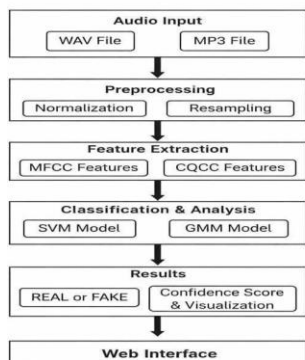 Audio Input
WAV File MP3 File
Preprocessing
Normalization Resampling
Feature Extraction
MFCC Features CQCC Features
Classification & Analysis
SVM Model GMM Model
Results
REAL or FAKE Confidence Score
& Visualization
Web Interface